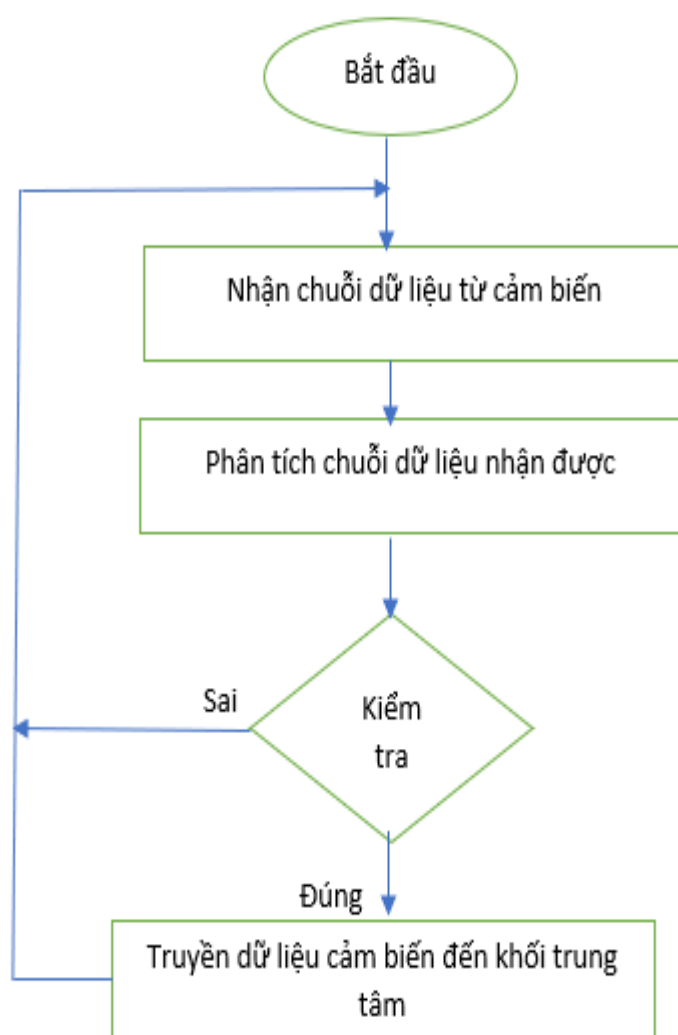 Bắt đầu
Nhận chuỗi dữ liệu từ cảm biến
Phân tích chuỗi dữ liệu nhận được
Sai
Kiểm
tra
Đúng
Truyền dữ liệu cảm biến đến khối trung
tâm